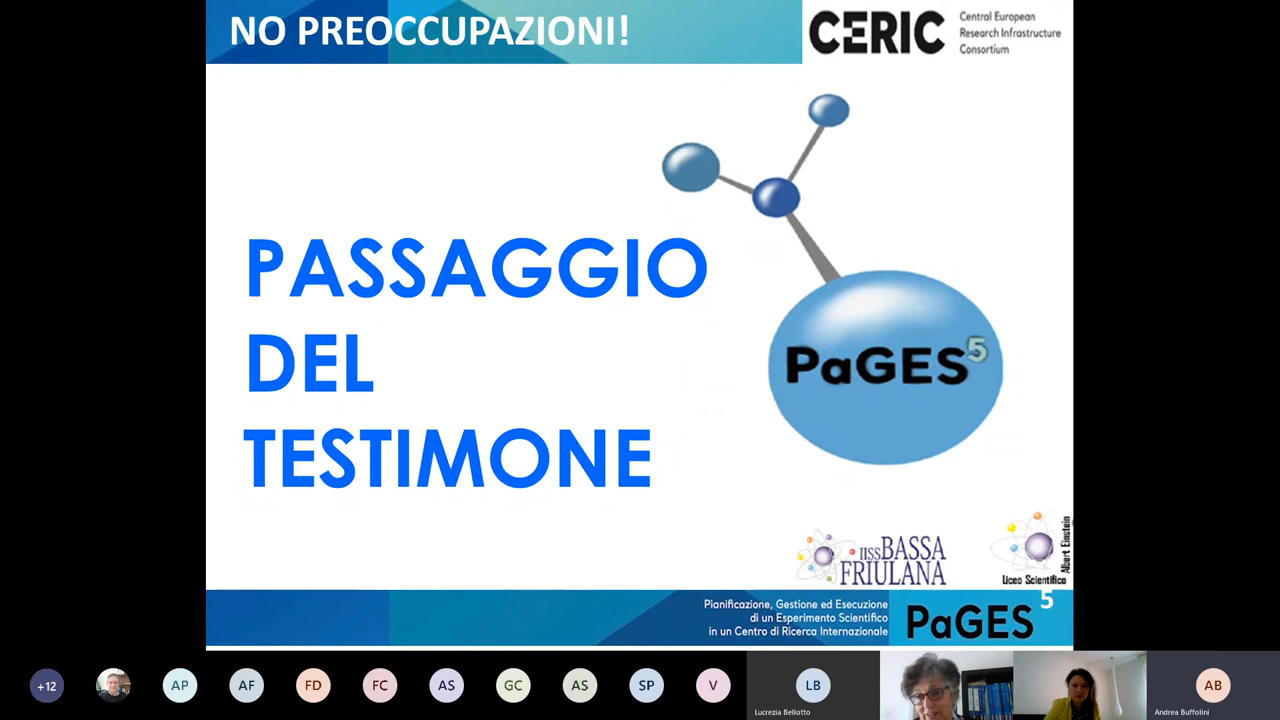 NO PREOCCUPAZIONI!
CERIC
Central European
Research Infrastructure
Consortium
PaGES5
PASSAGGIO
DEL
TESTIMONE
IISS BASSA
FRIULANA
Liceo Scientifico
Albert Einstein
Pianificazione, Gestione ed Esecuzione
di un Esperimento Scientifico
in un Centro di Ricerca Internazionale
PaGES 5
+12
AP
AF
FD
FC
AS
GC
AS
SP
V
LB
Lucrezia Bellotto
AB
Andrea Buffolini